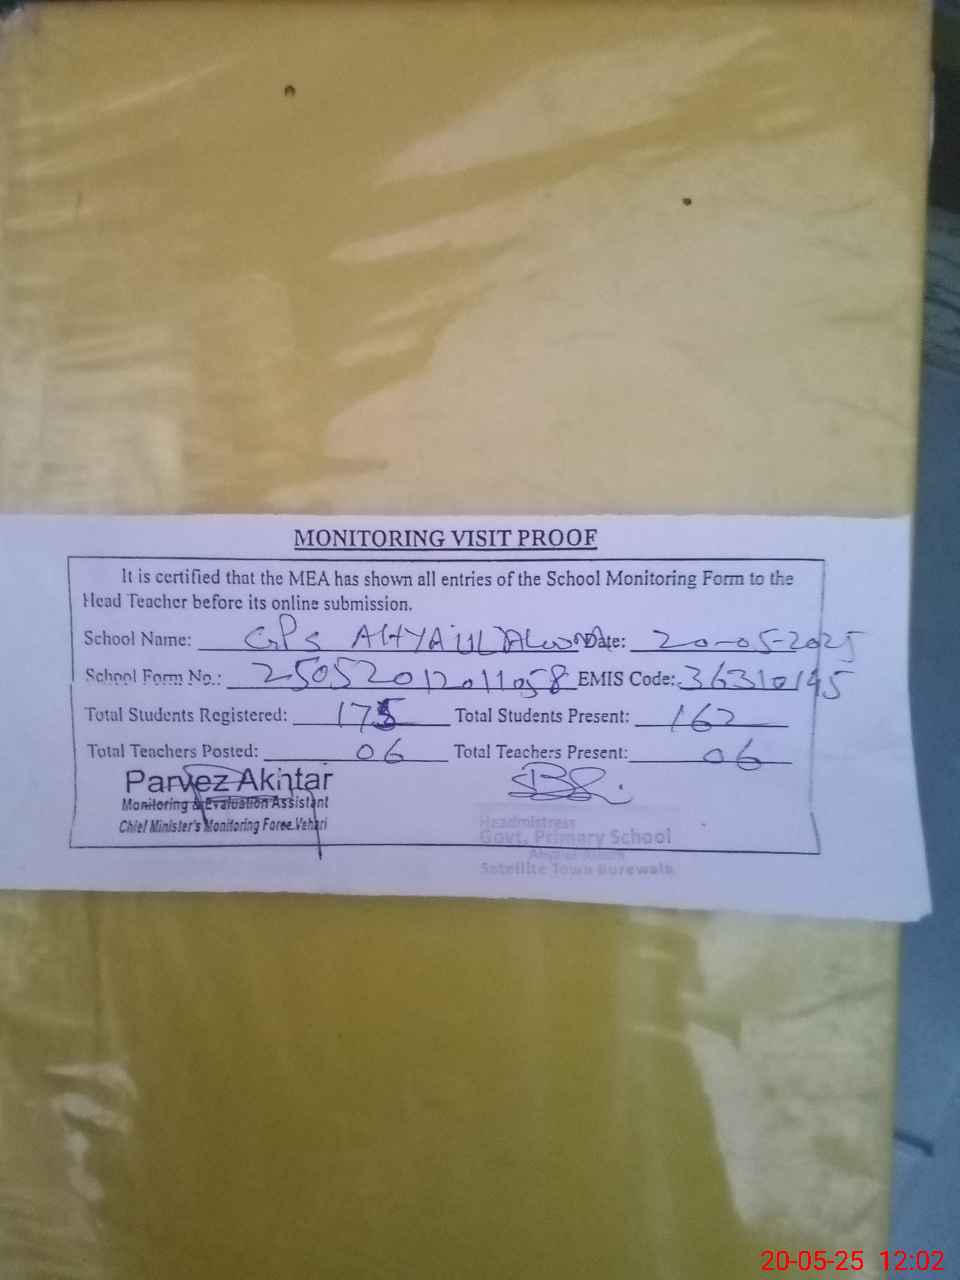 MONITORING VISIT PROOF
It is certified that the MEA has shown all entries of the School Monitoring Form to the
Head Teacher before its online submission.
School Name: GPS AHYA UL Date: 20-05-2025
School Form No.: 25052012011058 EMIS Code: 36310145
Total Students Registered: 175 Total Students Present: 162
Total Teachers Posted: 06 Total Teachers Present: 06
Parvez Akhtar
Monitoring & Evaluation Assistant
Chief Minister's Monitoring Force Vehari
Headmistress
Govt. Primary School
Satellite Town Burewala
20-05-25 12:02